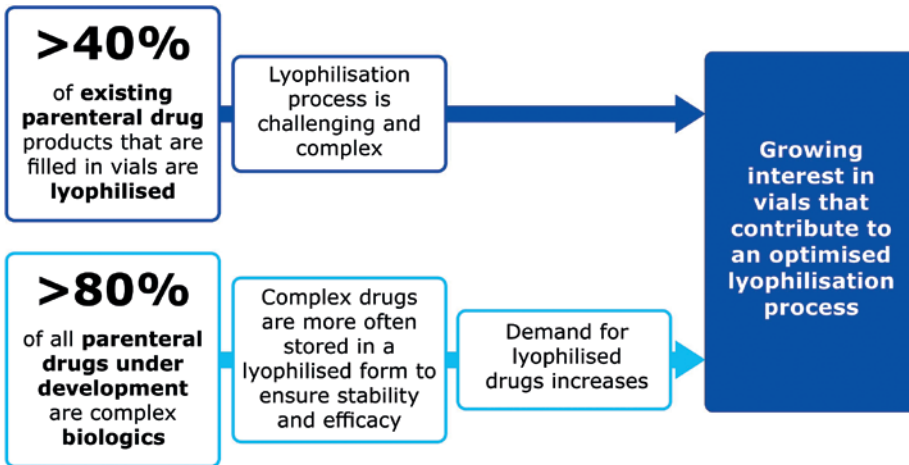 >40%
of existing
parenteral drug
products that are
filled in vials are
lyophilised
Lyophilisation
process is
challenging and
complex
>80%
of all parenteral
drugs under
development
are complex
biologics
Complex drugs
are more often
stored in a
lyophilised form to
ensure stability
and efficacy
Demand for
lyophilised
drugs increases
Growing
interest in
vials that
contribute to
an optimised
lyophilisation
process